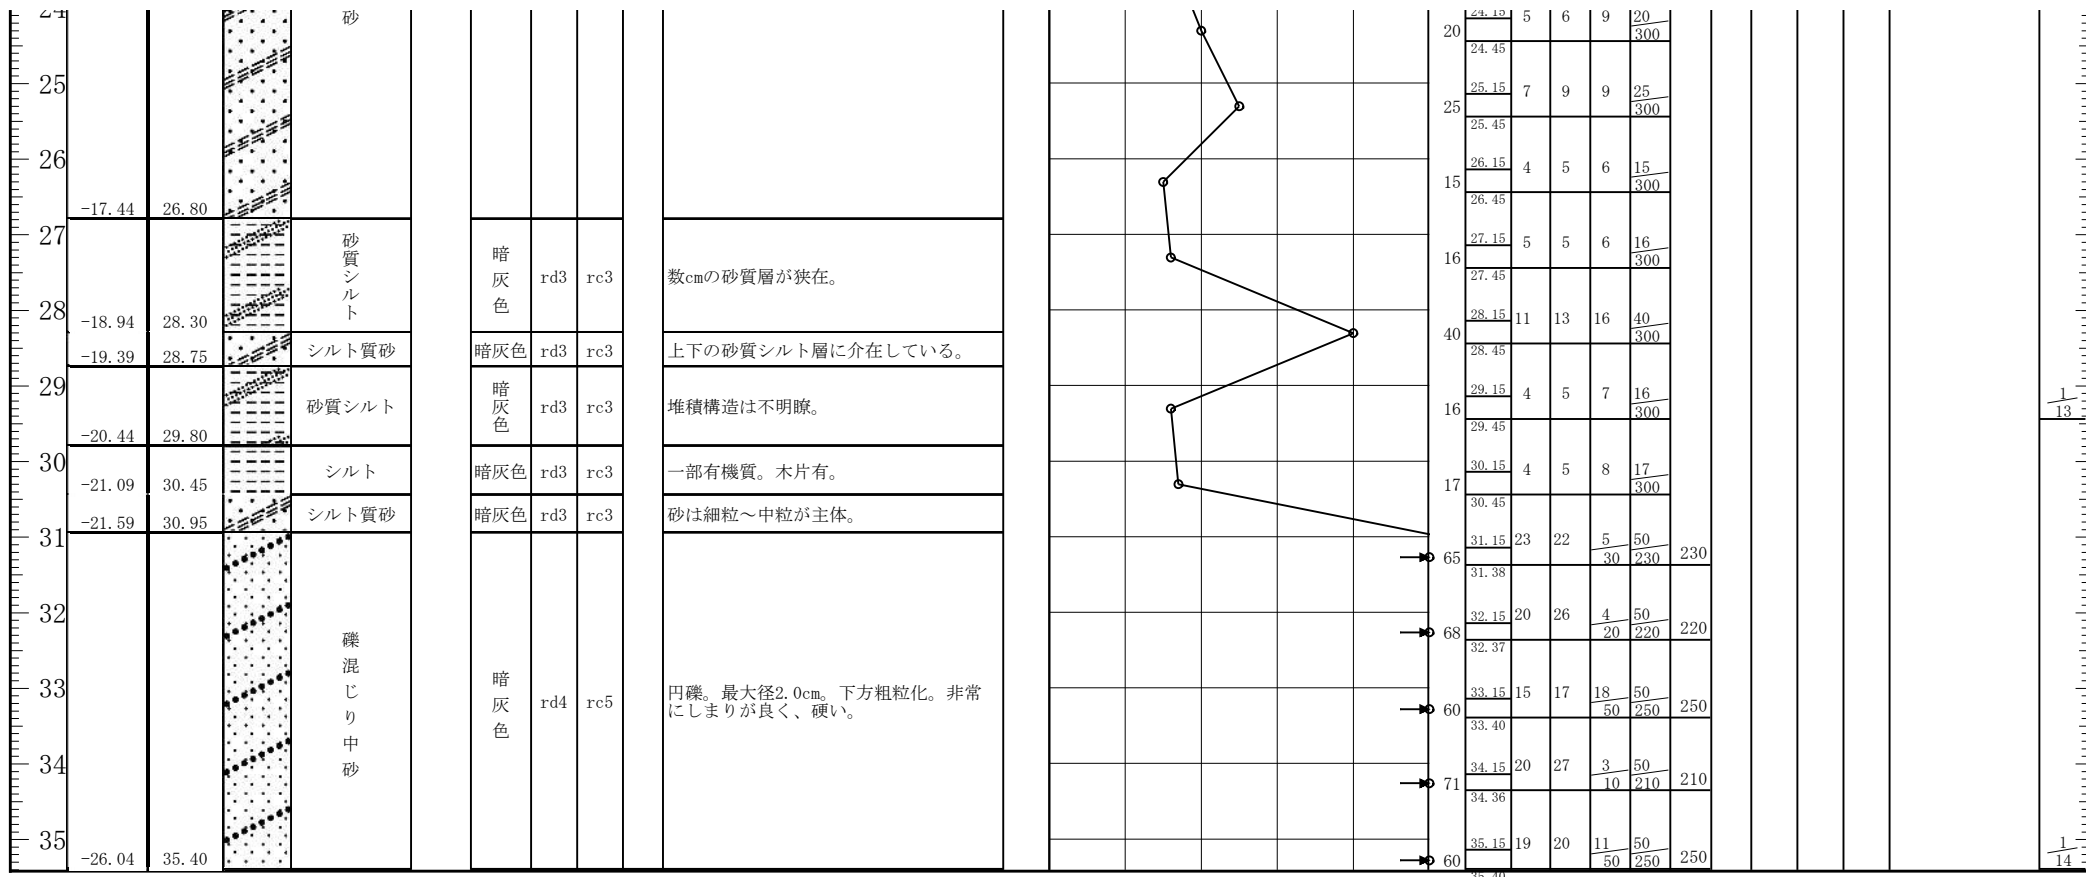 24 砂 20 24.15 5 6 9 20 300
24.45
25 25 25.15 7 9 9 25 300
25.45
26 15 26.15 4 5 6 15 300
26.45
-17.44 26.80
27 砂質シルト 暗灰色 rd3 rc3 数cmの砂質層が狭在。 16 27.15 5 5 6 16 300
27.45
28 40 28.15 11 13 16 40 300
-18.94 28.30
28.45
-19.39 28.75 シルト質砂 暗灰色 rd3 rc3 上下の砂質シルト層に介在している。
29 砂質シルト 暗灰色 rd3 rc3 堆積構造は不明瞭。 16 29.15 4 5 7 16 300 1 13
29.45
-20.44 29.80
30 シルト 暗灰色 rd3 rc3 一部有機質。木片有。 17 30.15 4 5 8 17 300
-21.09 30.45
30.45
-21.59 30.95 シルト質砂 暗灰色 rd3 rc3 砂は細粒～中粒が主体。
31 65 31.15 23 22 5 30 50 230 230
31.38
32 68 32.15 20 26 4 20 50 220 220
32.37
礫混じり中砂 暗灰色 rd4 rc5 円礫。最大径2.0cm。下方粗粒化。非常
にしまりが良く、硬い。
33 60 33.15 15 17 18 50 50 250 250
33.40
34 71 34.15 20 27 3 10 50 210 210
34.36
35 60 35.15 19 20 11 50 50 250 250 1 14
-26.04 35.40